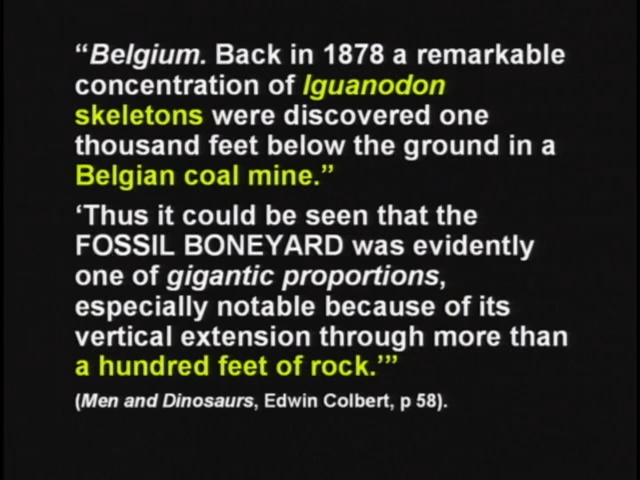 “Belgium. Back in 1878 a remarkable
concentration of Iguanodon
skeletons were discovered one
thousand feet below the ground in a
Belgian coal mine.”
‘Thus it could be seen that the
FOSSIL BONEYARD was evidently
one of gigantic proportions,
especially notable because of its
vertical extension through more than
a hundred feet of rock.’”
(Men and Dinosaurs, Edwin Colbert, p 58).